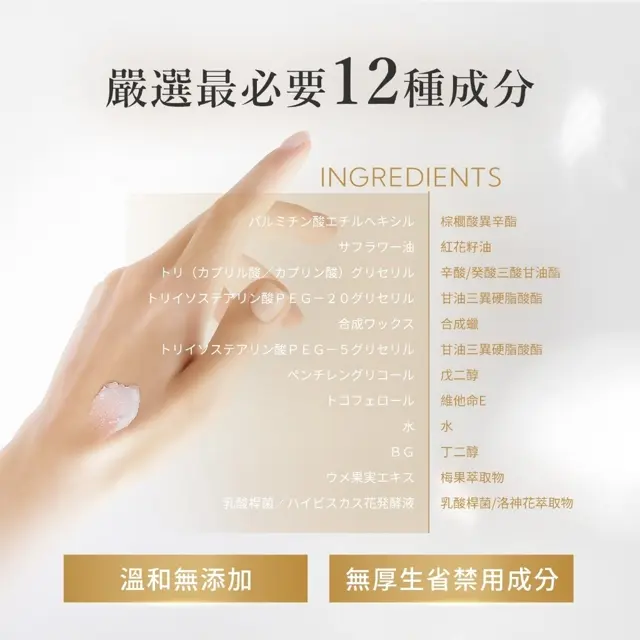 嚴選最必要12種成分
INGREDIENTS
パルミチン酸エチルヘキシル 棕櫚酸異辛酯
サフラワー油 紅花籽油
トリ（カプリル酸／カプリン酸）グリセリル 辛酸/癸酸三酸甘油酯
トリイソステアリン酸ＰＥＧ－２０グリセリル 甘油三異硬脂酸酯
合成ワックス 合成蠟
トリイソステアリン酸ＰＥＧ－５グリセリル 甘油三異硬脂酸酯
ペンチレングリコール 戊二醇
トコフェロール 維他命E
水 水
ＢＧ 丁二醇
ウメ果実エキス 梅果萃取物
乳酸桿菌／ハイビスカス花発酵液 乳酸桿菌/洛神花萃取物
溫和無添加 無厚生省禁用成分